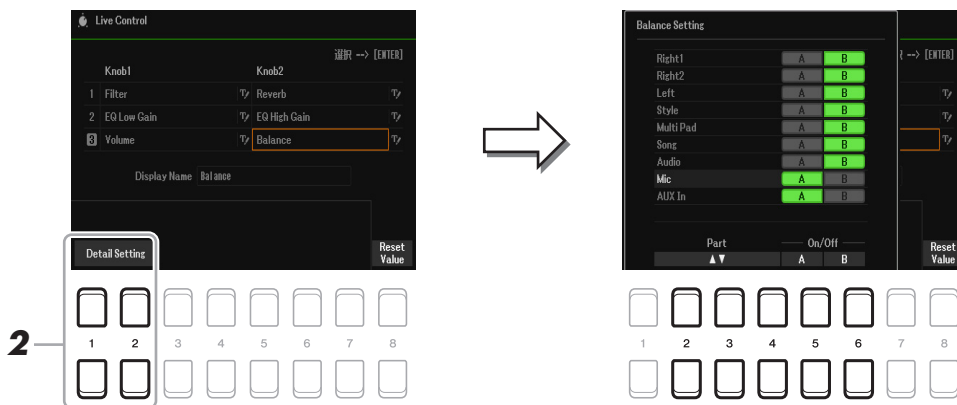 Live Control
選択 --> [ENTER]
Knob1 Knob2
1 Filter Reverb
2 EQ Low Gain EQ High Gain
3 Volume Balance
Display Name Balance
Detail Setting
Reset
Value
2
1 2 3 4 5 6 7 8
Balance Setting
--> [ENTER]
Right1 A B
Right2 A B
Left A B
Style A B
Multi Pad A B
Song A B
Audio A B
Mic A B
AUX In A B
Part On/Off
▲▼ A B
Reset
Value
1 2 3 4 5 6 7 8